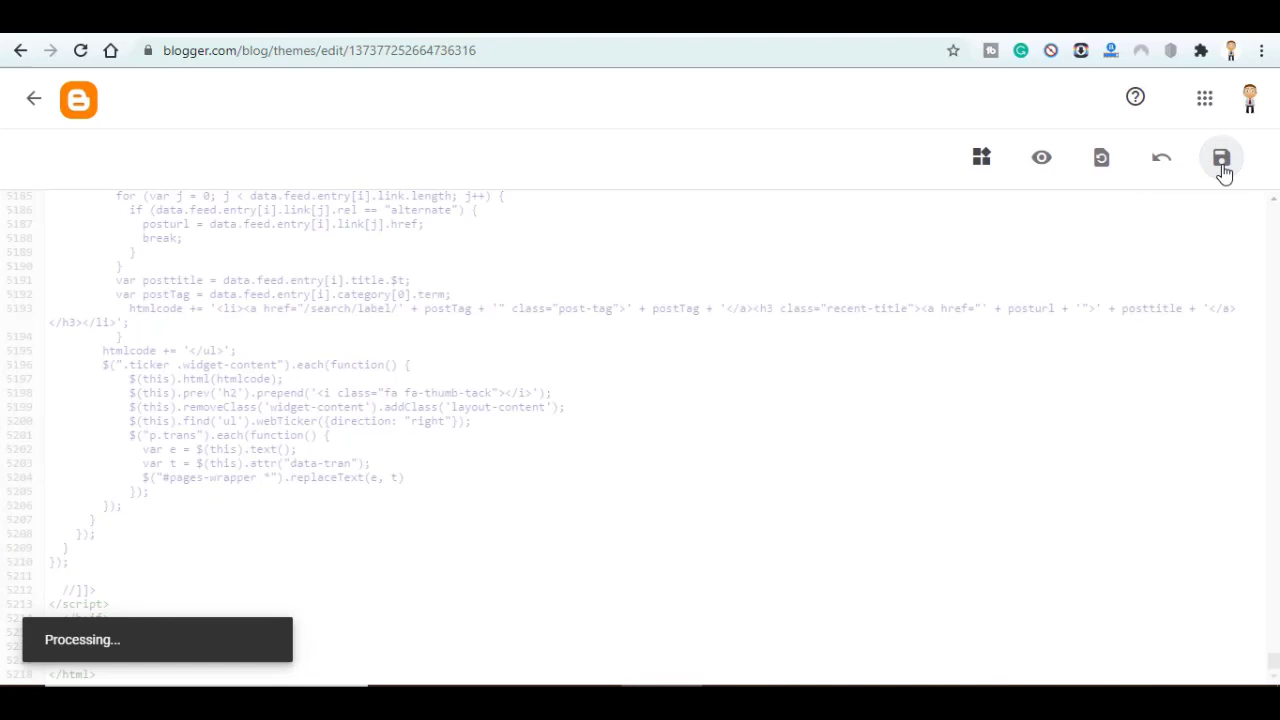 blogger.com/blog/themes/edit/137377252664736316
5185 for (var j = 0; j < data.feed.entry[i].link.length; j++) {
5186 if (data.feed.entry[i].link[j].rel == "alternate") {
5187 posturl = data.feed.entry[i].link[j].href;
5188 break;
5189 }
5190 }
5191 var posttitle = data.feed.entry[i].title.$t;
5192 var postTag = data.feed.entry[i].category[0].term;
5193 htmlcode += '<li><a href="/search/label/' + postTag + '" class="post-tag">' + postTag + '</a><h3 class="recent-title"><a href="' + posturl + '">' + posttitle + '</a>
</h3></li>';
5194 }
5195 htmlcode += '</ul>';
5196 $(".ticker .widget-content").each(function() {
5197 $(this).html(htmlcode);
5198 $(this).prev('h2').prepend('<i class="fa fa-thumb-tack"></i>');
5199 $(this).removeClass('widget-content').addClass('layout-content');
5200 $(this).find('ul').webTicker({direction: "right"});
5201 $("p.trans").each(function() {
5202 var e = $(this).text();
5203 var t = $(this).attr("data-tran");
5204 $("#pages-wrapper *").replaceText(e, t)
5205 });
5206 });
5207 }
5208 });
5209 }
5210 });
5211
5212 //]]>
5213 </script>
Processing...
5218 </html>